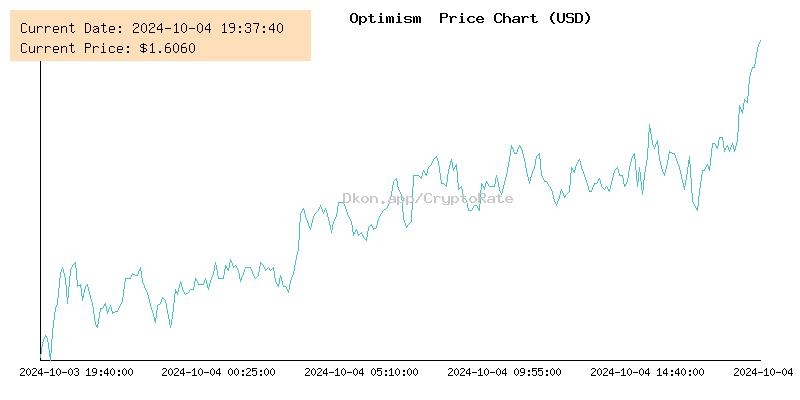 Optimism  Price Chart (USD)
Current Date: 2024-10-04 19:37:40
Current Price: $1.6060
Dkon.app/CryptoRate
2024-10-03 19:40:00 2024-10-04 00:25:00 2024-10-04 05:10:00 2024-10-04 09:55:00 2024-10-04 14:40:00 2024-10-04